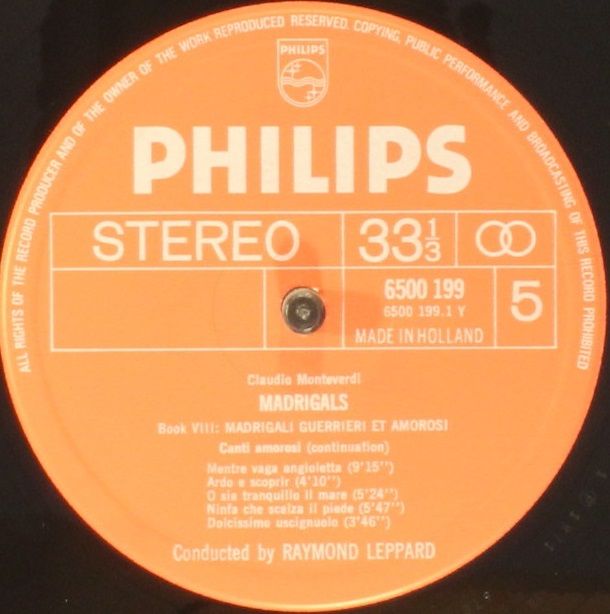 ALL RIGHTS OF THE RECORD PRODUCER AND OF THE OWNER OF THE WORK REPRODUCED RESERVED. COPYING, PUBLIC PERFORMANCE AND BROADCASTING OF THIS RECORD PROHIBITED
PHILIPS
PHILIPS
STEREO 33 1/3
6500 199
6500 199.1 Y
5
MADE IN HOLLAND
Claudio Monteverdi
MADRIGALS
Book VIII: MADRIGALI GUERRIERI ET AMOROSI
Canti amorosi (continuation)
Mentre vaga angioletta (9'15'')
Ardo e scoprir (4'10'')
O sia tranquillo il mare (5'24'')
Ninfa che scalza il piede (5'47'')
Dolcissimo uscignuolo (3'46'')
Conducted by RAYMOND LEPPARD